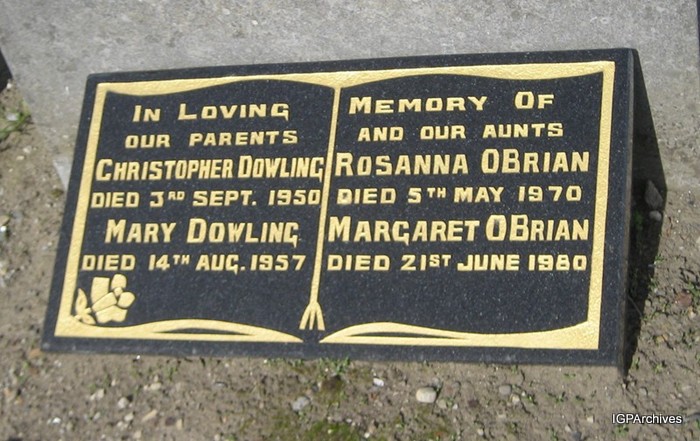 In Loving
OUR PARENTS
CHRISTOPHER DOWLING
DIED 3RD SEPT. 1950
MARY DOWLING
DIED 14TH AUG. 1957
MEMORY OF
AND OUR AUNTS
ROSANNA OBRIAN
DIED 5TH MAY 1970
MARGARET OBRIAN
DIED 21ST JUNE 1980
IGPArchives